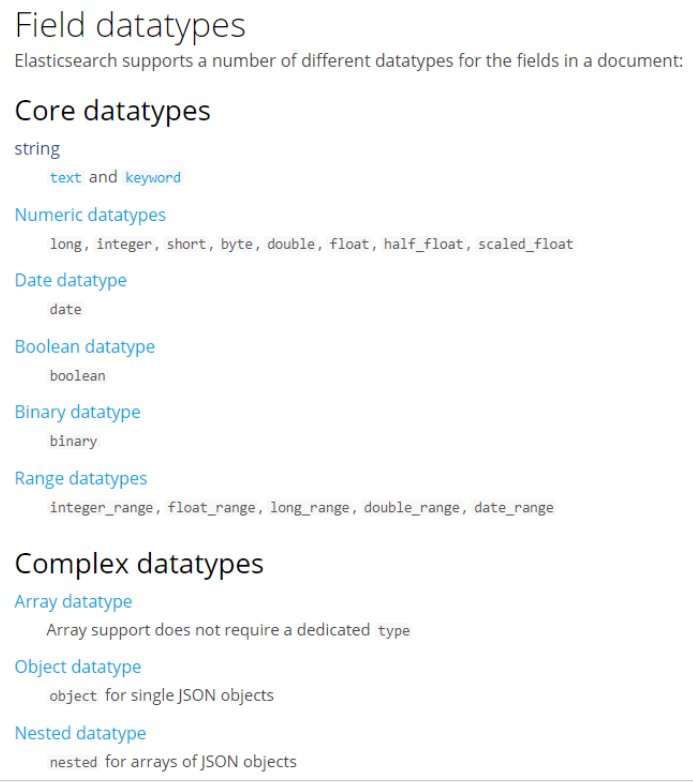 Field datatypes
Elasticsearch supports a number of different datatypes for the fields in a document:
Core datatypes
string
text and keyword
Numeric datatypes
long, integer, short, byte, double, float, half_float, scaled_float
Date datatype
date
Boolean datatype
boolean
Binary datatype
binary
Range datatypes
integer_range, float_range, long_range, double_range, date_range
Complex datatypes
Array datatype
Array support does not require a dedicated type
Object datatype
object for single JSON objects
Nested datatype
nested for arrays of JSON objects